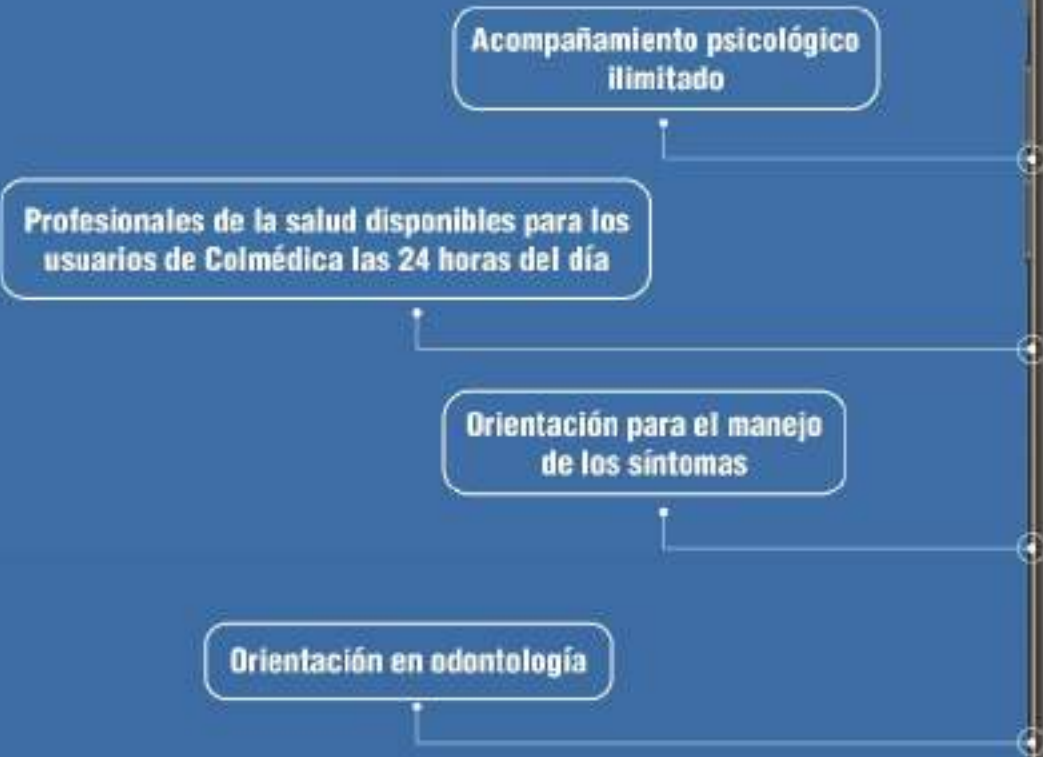 Acompañamiento psicológico
ilimitado
Profesionales de la salud disponibles para los
usuarios de Colmédica las 24 horas del día
Orientación para el manejo
de los síntomas
Orientación en odontología